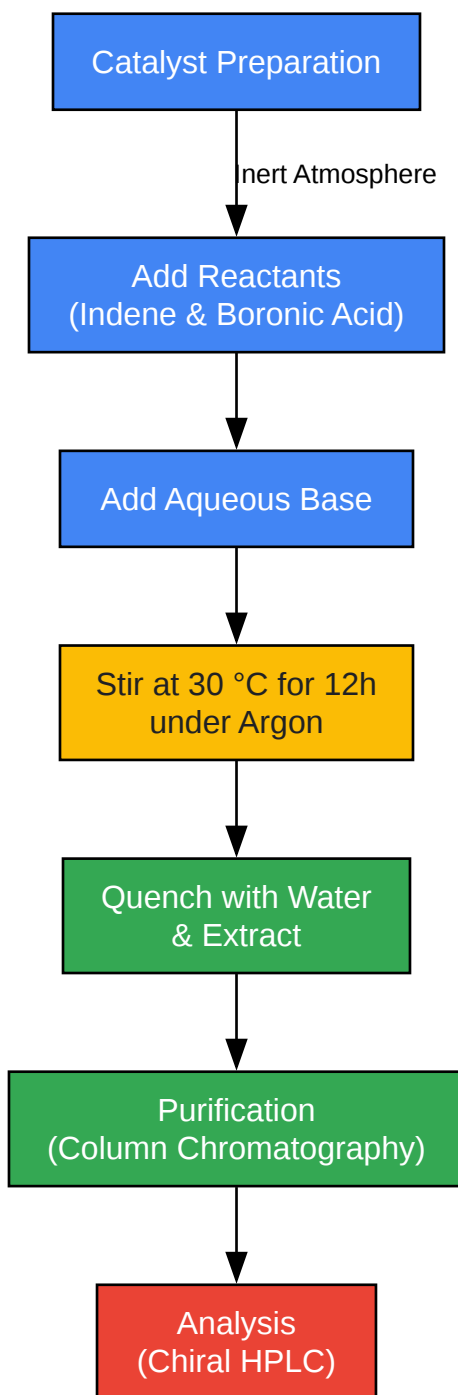 Catalyst Preparation
Inert Atmosphere
Add Reactants
(Indene & Boronic Acid)
Add Aqueous Base
Stir at 30 °C for 12h
under Argon
Quench with Water
& Extract
Purification
(Column Chromatography)
Analysis
(Chiral HPLC)